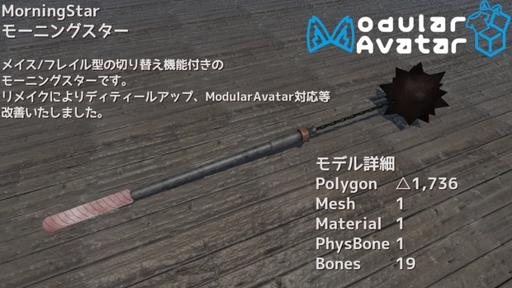 MorningStar
モーニングスター
メイス/フレイル型の切り替え機能付きの
モーニングスターです。
リメイクによりディティールアップ、ModularAvatar対応等
改善いたしました。
Modular
Avatar
モデル詳細
Polygon △1,736
Mesh 1
Material 1
PhysBone 1
Bones 19